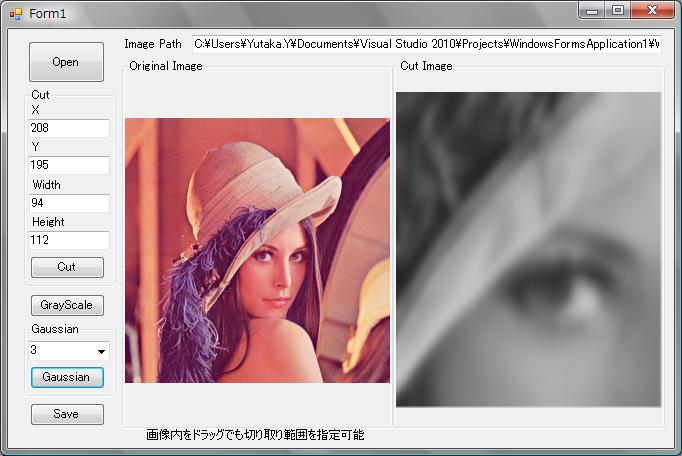 Form1
Open
Image Path
C:¥Users¥Yutaka.Y¥Documents¥Visual Studio 2010¥Projects¥WindowsFormsApplication1¥
Original Image
Cut Image
Cut
X
208
Y
195
Width
94
Height
112
Cut
GrayScale
Gaussian
3
Gaussian
Save
画像内をドラッグでも切り取り範囲を指定可能